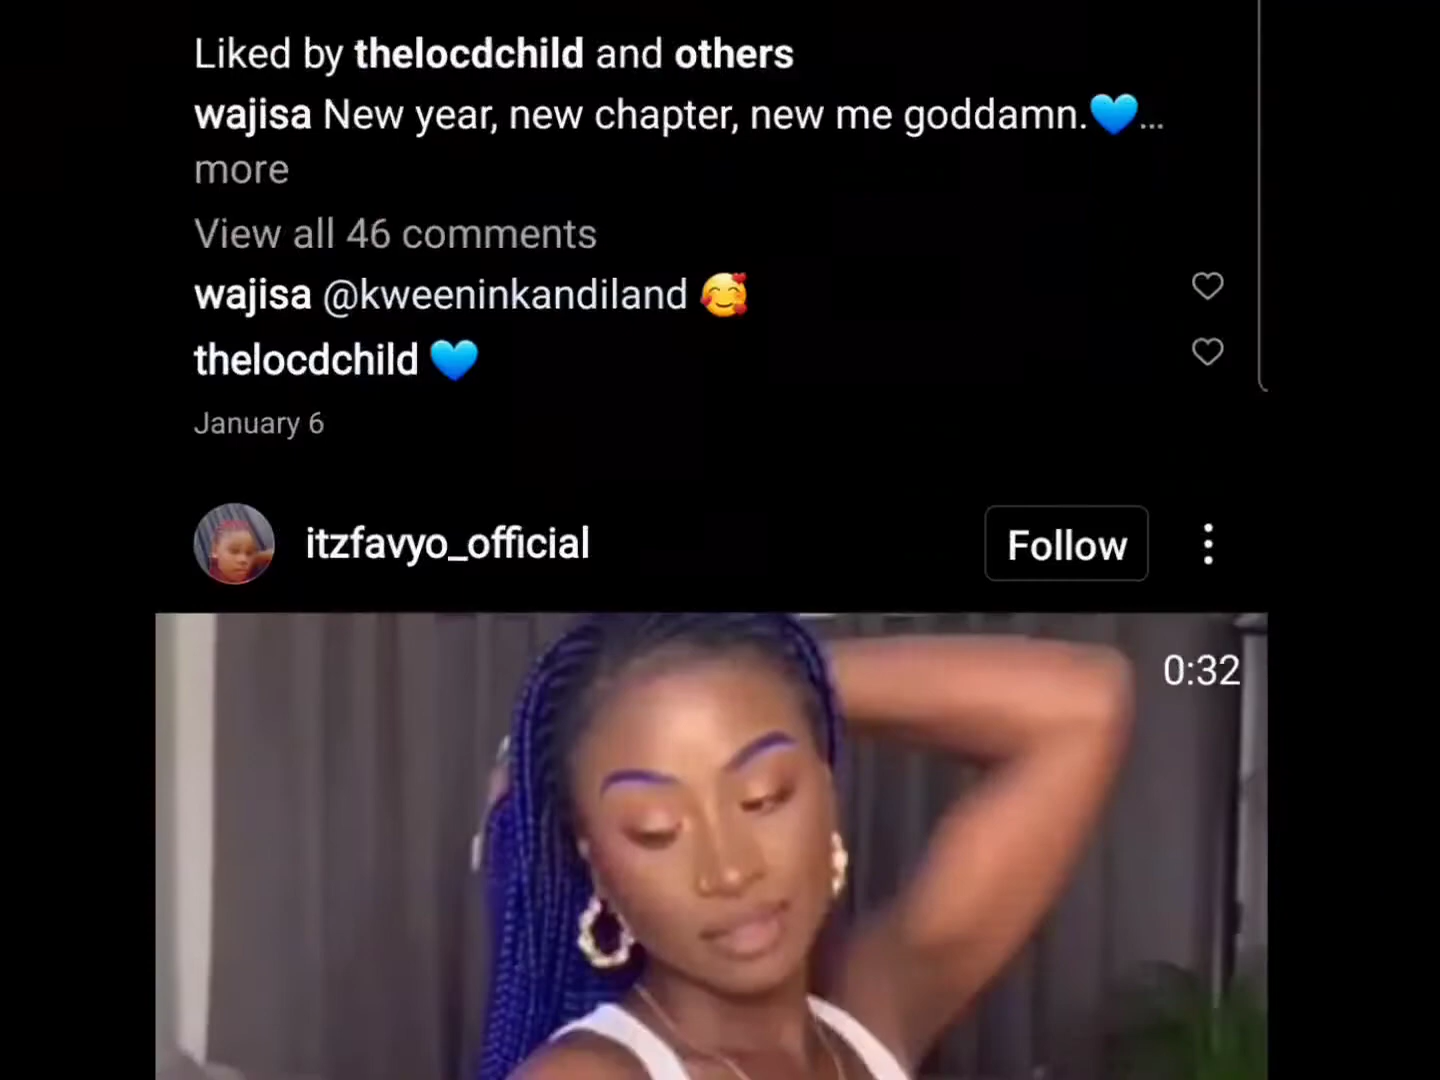 Liked by thelocdchild and others
wajisa New year, new chapter, new me goddamn.💙...
more
View all 46 comments
wajisa @kweeninkandiland 🥰
thelocdchild 💙
January 6
itzfavyo_official
Follow
0:32